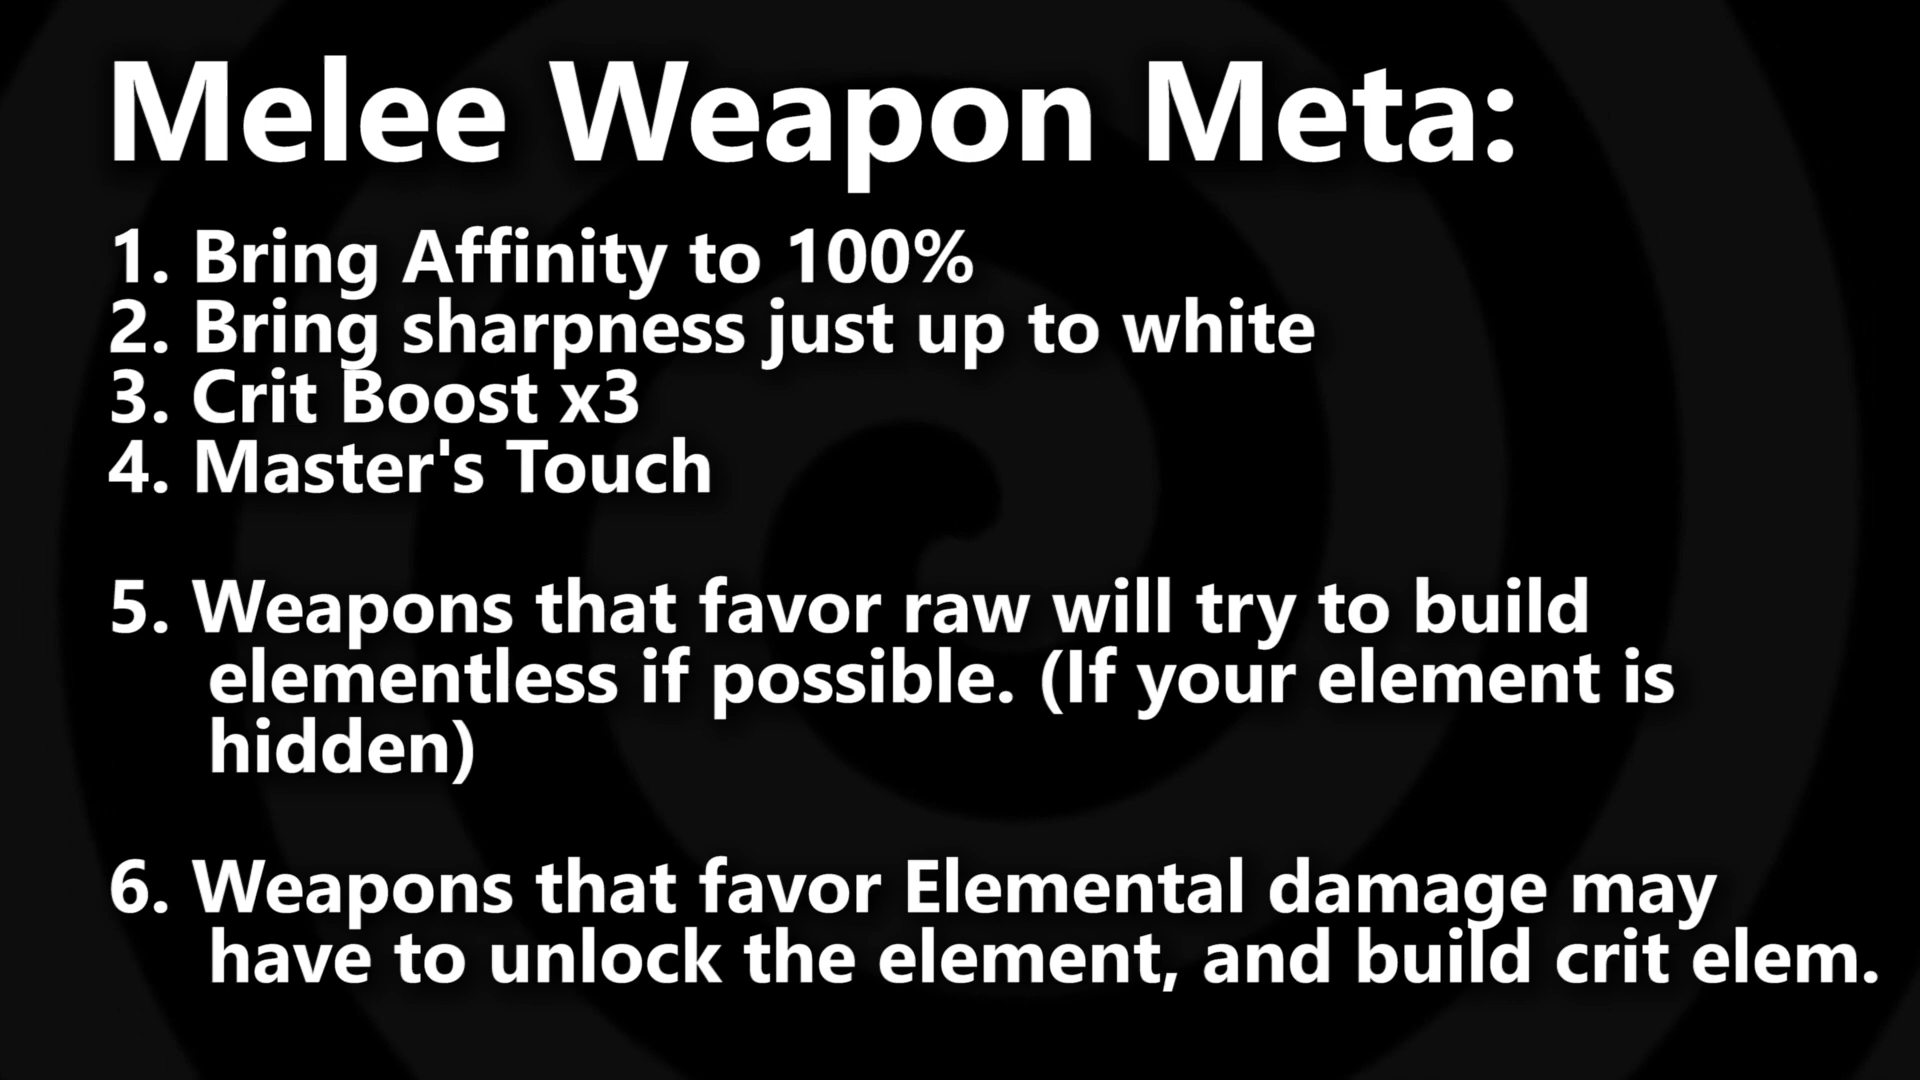 Melee Weapon Meta:
1. Bring Affinity to 100%
2. Bring sharpness just up to white
3. Crit Boost x3
4. Master's Touch
5. Weapons that favor raw will try to build
elementless if possible. (If your element is
hidden)
6. Weapons that favor Elemental damage may
have to unlock the element, and build crit elem.